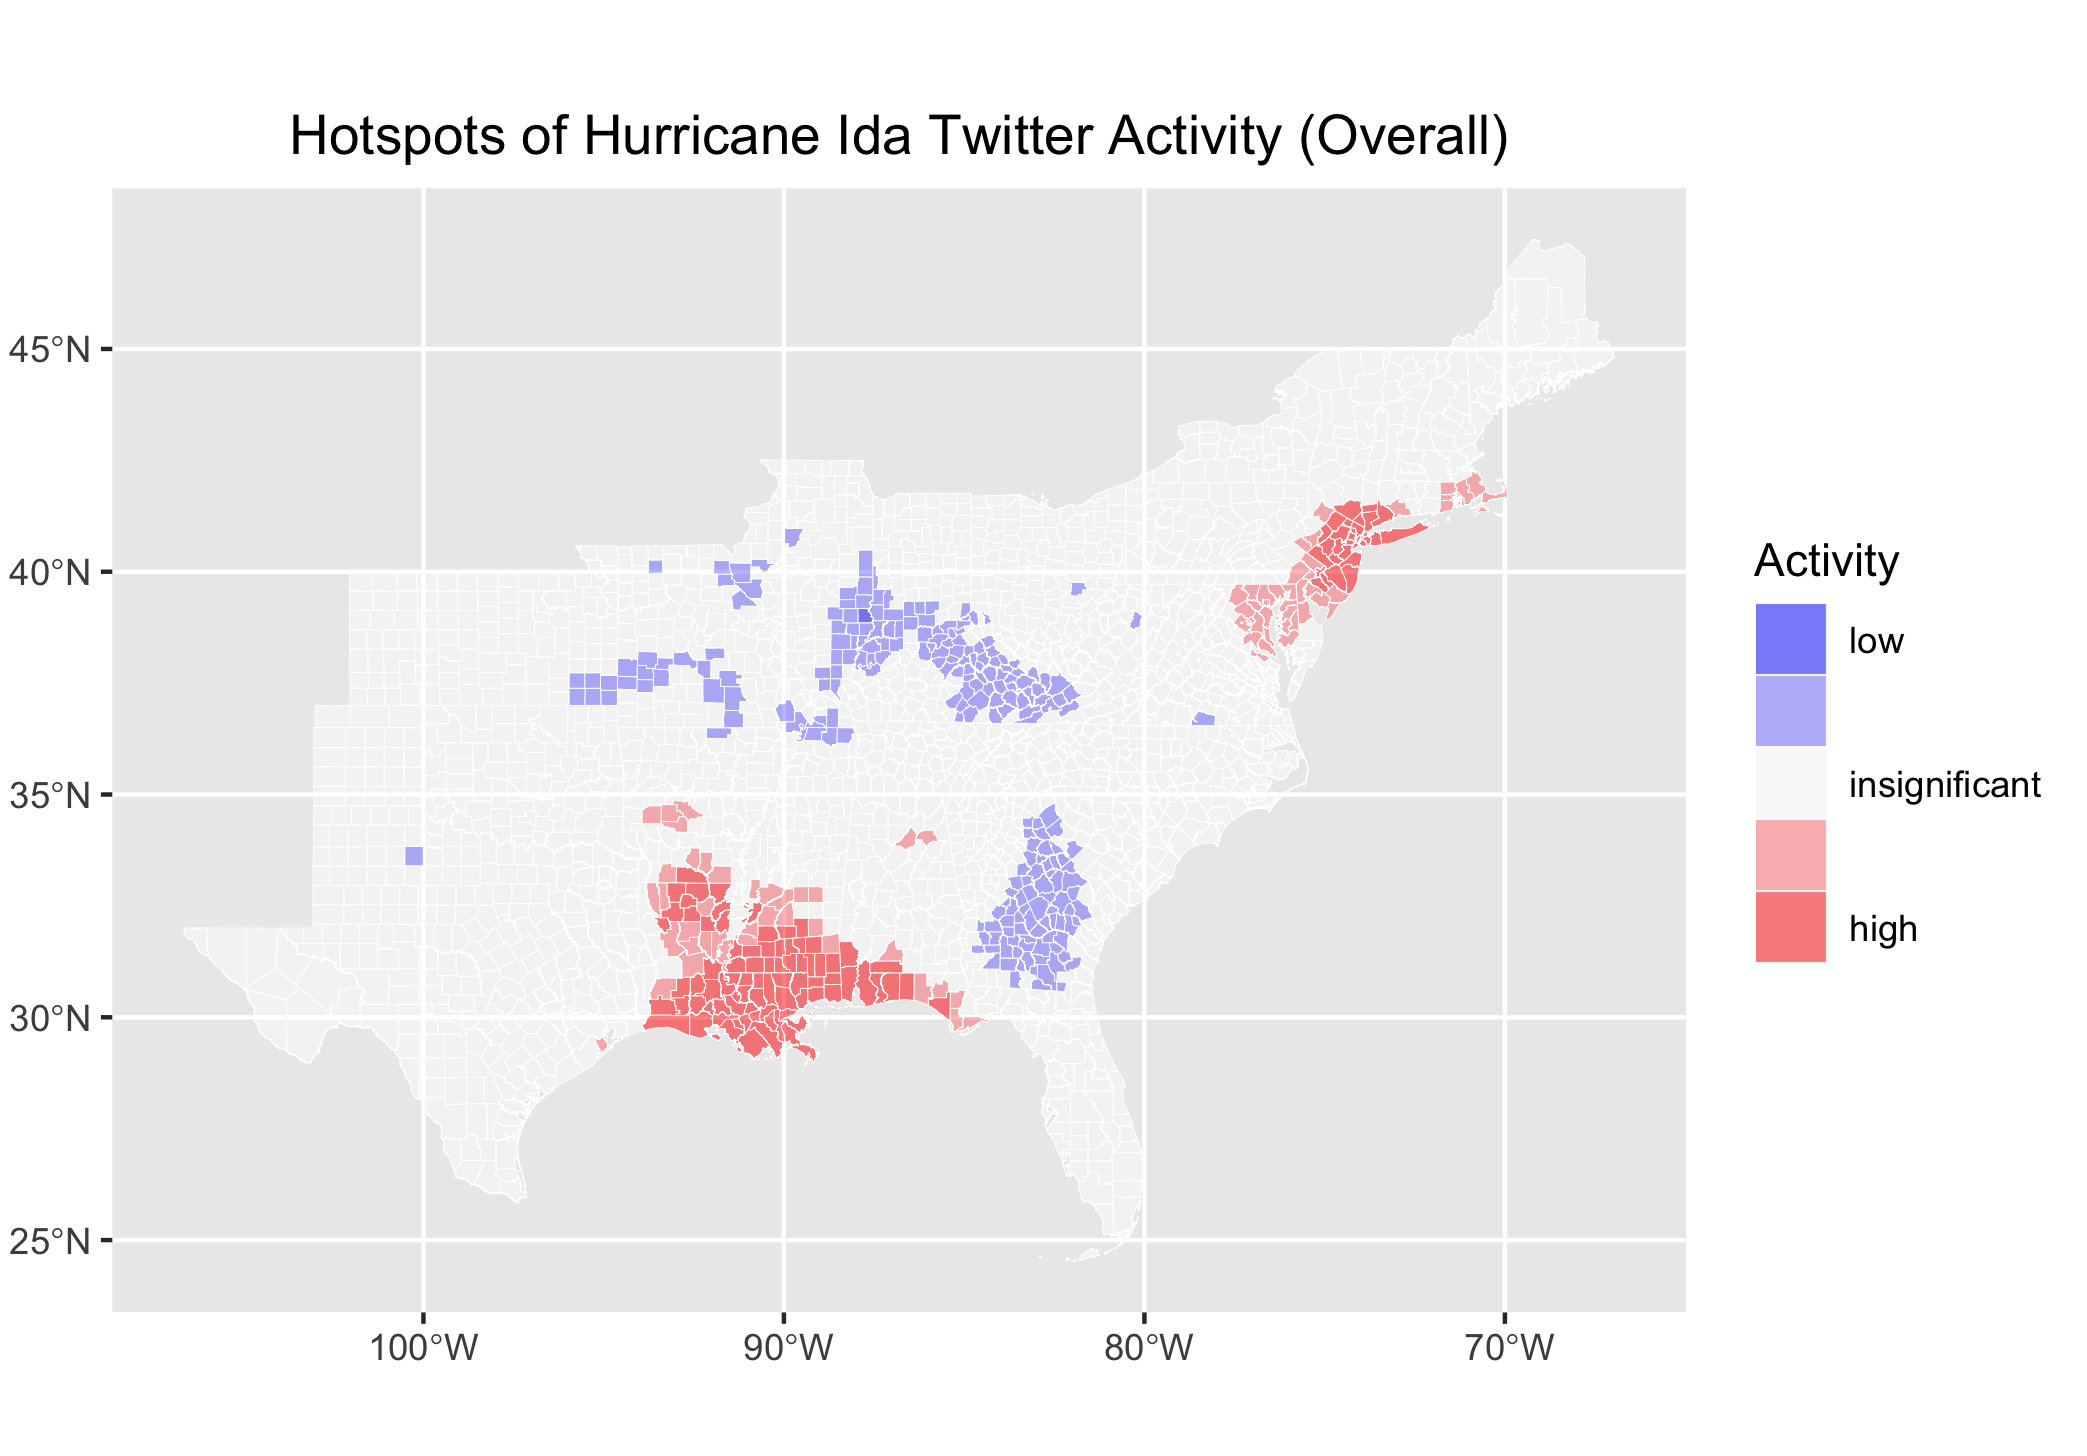 Hotspots of Hurricane Ida Twitter Activity (Overall)
45°N
40°N
35°N
30°N
25°N
100°W
90°W
80°W
70°W
Activity
low
insignificant
high